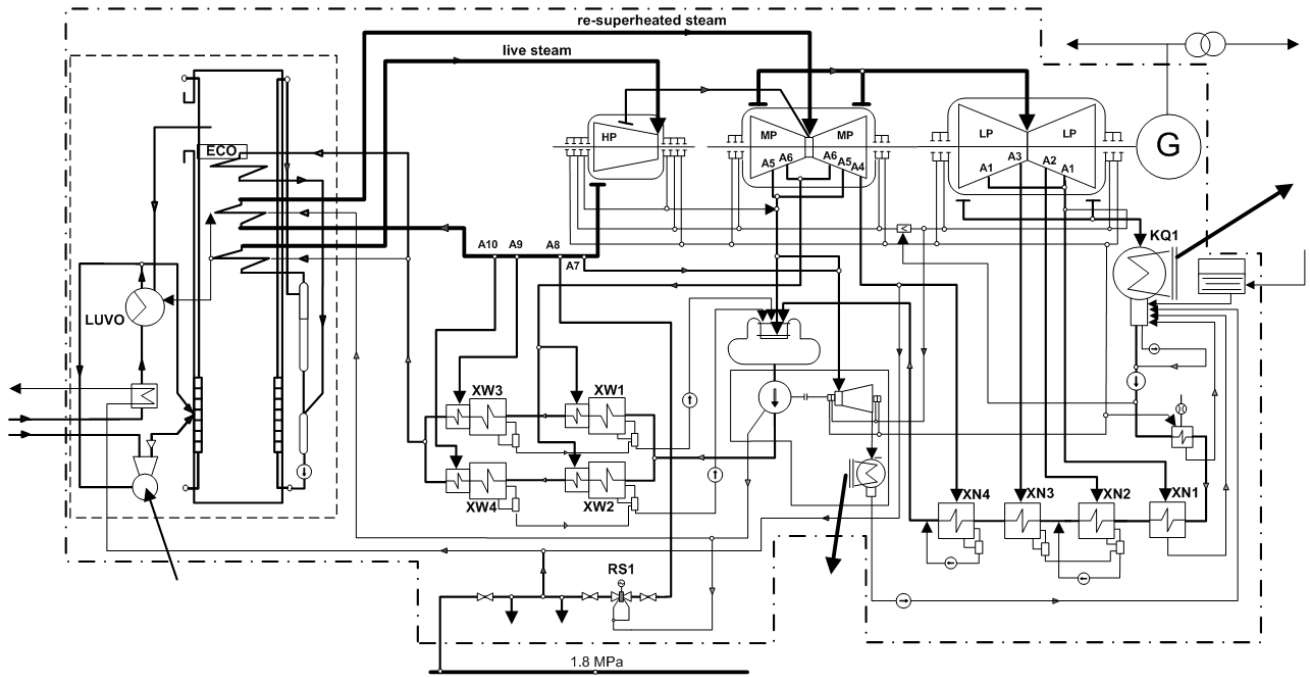 re-superheated steam
live steam
HP
MP MP
LP LP
G
ECO
A5 A6 A6 A5 A4
A1 A3 A2 A1
KQ1
A10 A9 A8
A7
LUVO
XW3 XW1
XW4 XW2
XN4 XN3 XN2 XN1
RS1
1.8 MPa